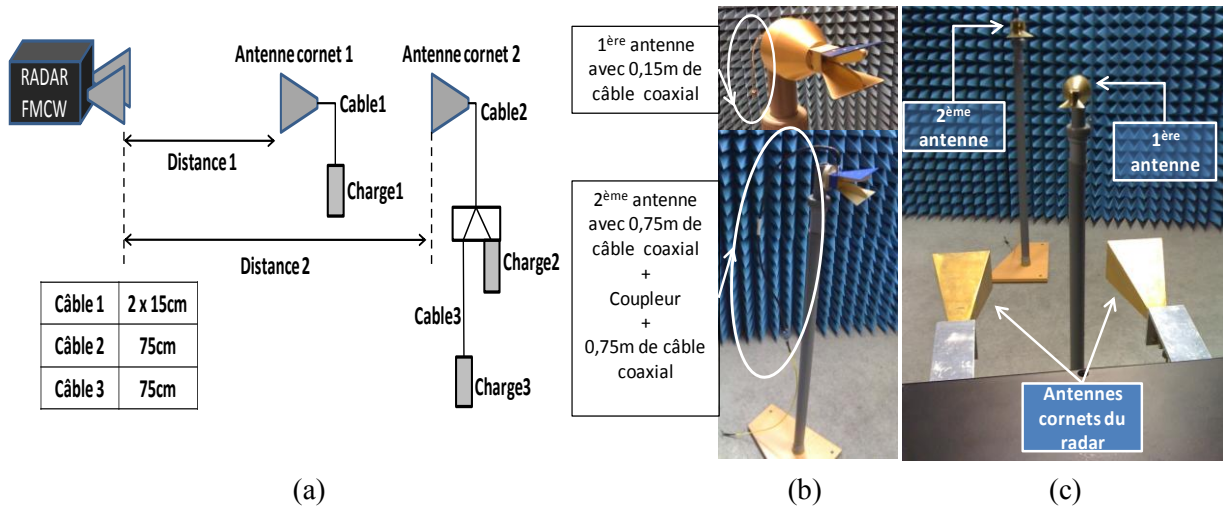 RADAR
FMCW
Antenne cornet 1
Antenne cornet 2
Cable1
Cable2
Distance 1
Charge1
Distance 2
Charge2
Cable3
Charge3
Câble 1 2 x 15cm
Câble 2 75cm
Câble 3 75cm
(a)
1ère antenne
avec 0,15m de
câble coaxial
2ème antenne
avec 0,75m de
câble coaxial
+
Coupleur
+
0,75m de câble
coaxial
(b)
2ème
antenne
1ère
antenne
Antennes
cornets du
radar
(c)